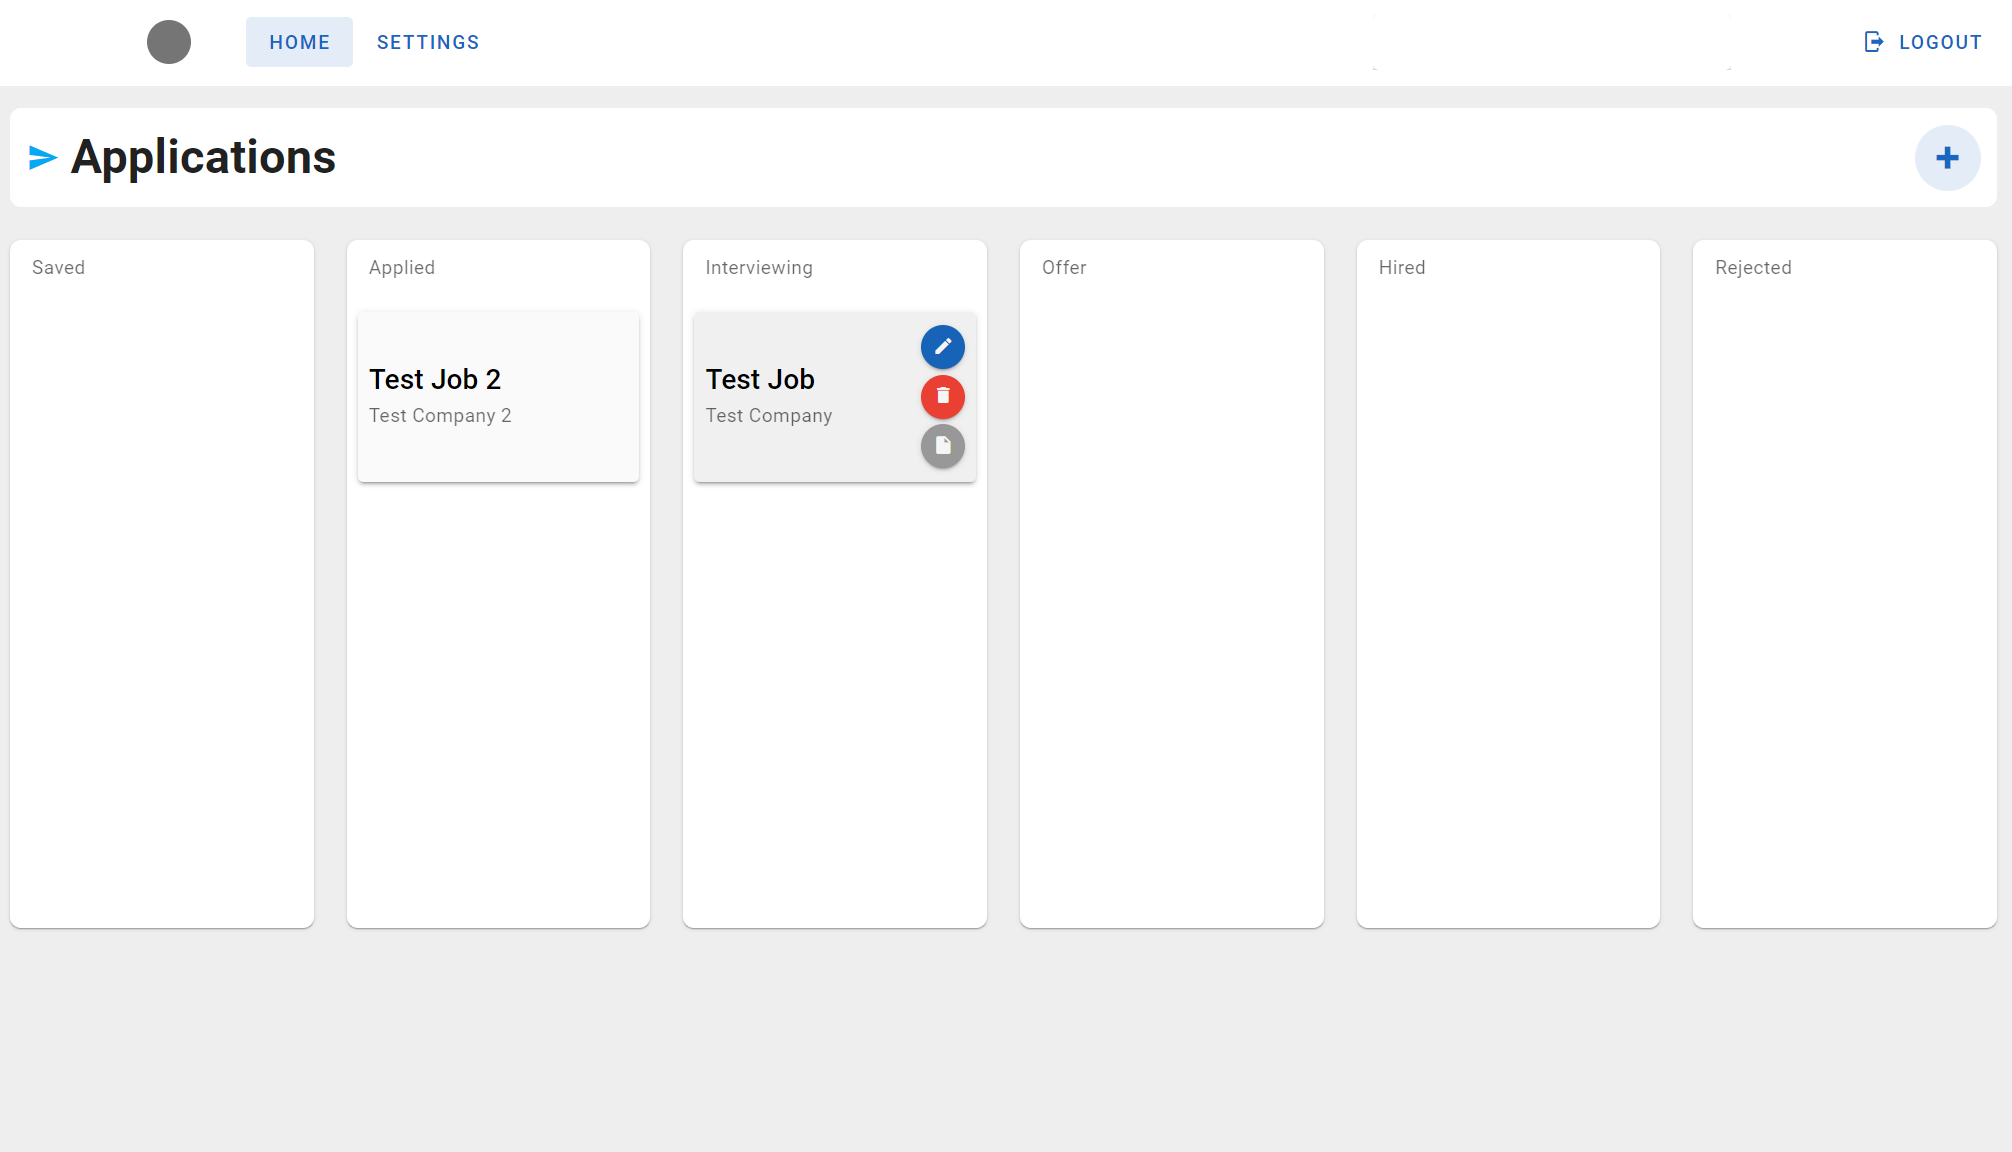 HOME
SETTINGS
LOGOUT
Applications
Saved
Applied
Interviewing
Offer
Hired
Rejected
Test Job 2
Test Company 2
Test Job
Test Company